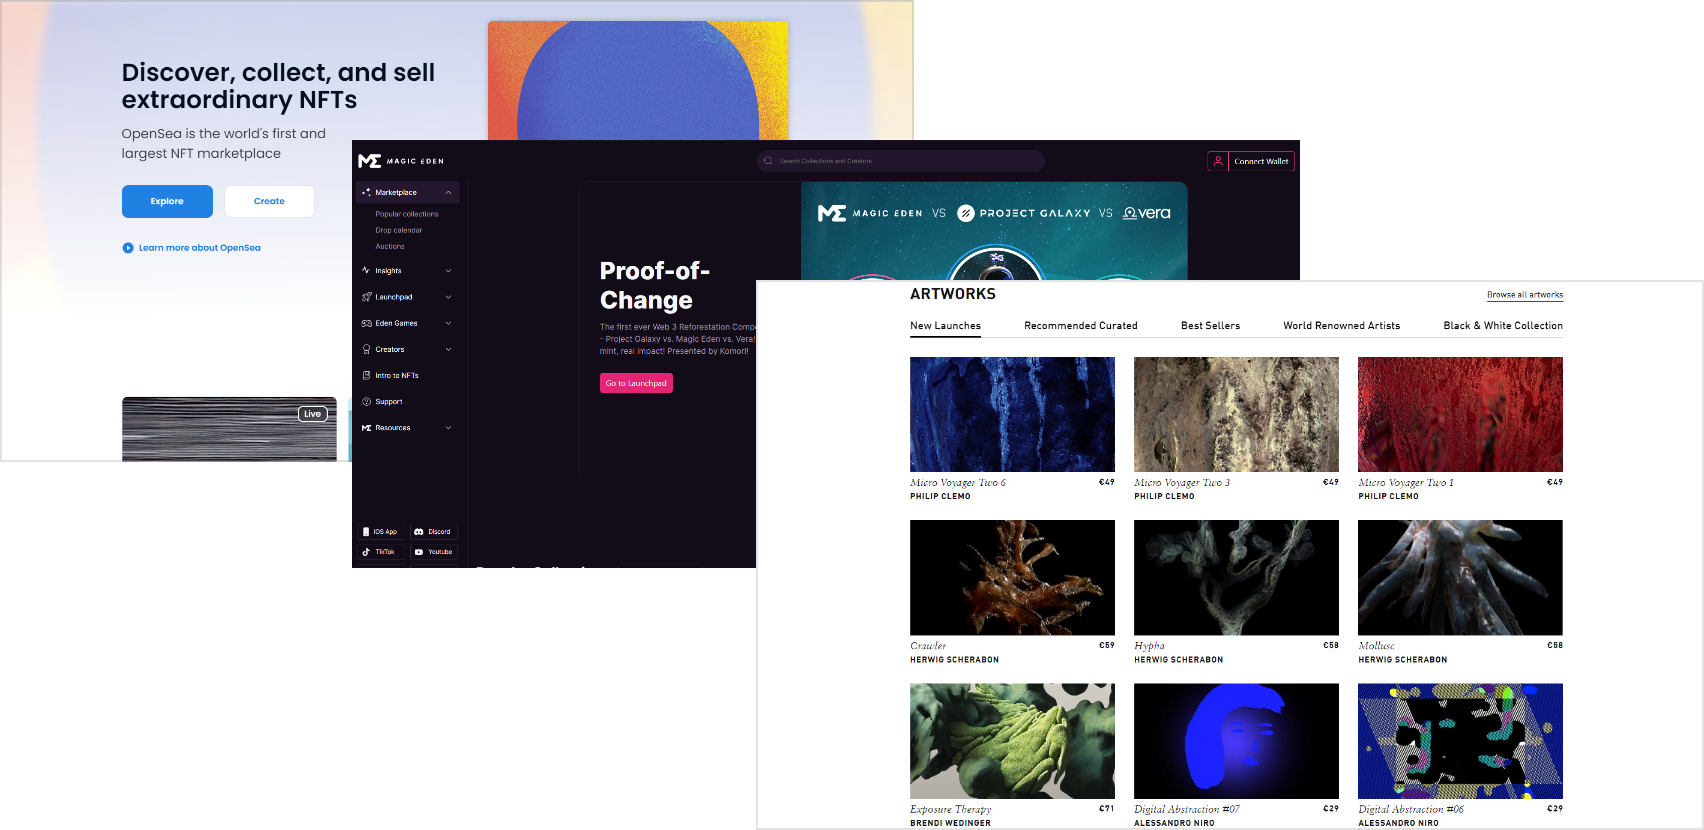 Discover, collect, and sell
extraordinary NFTs
OpenSea is the world's first and
largest NFT marketplace
Explore
Create
Learn more about OpenSea
Live
MAGIC EDEN
Search Collections and Creators
Connect Wallet
Marketplace
Popular collections
Drop calendar
Auctions
Insights
Launchpad
Eden Games
Creators
Intro to NFTs
Support
Resources
iOS App
Discord
TikTok
Youtube
MAGIC EDEN VS PROJECT GALAXY VS vera
Proof-of-
Change
The first ever Web 3 Reforestation
- Project Galaxy vs. Magic Eden vs. Vera!
mint, real impact! Presented by Komori!
Go to Launchpad
ARTWORKS
Browse all artworks
New Launches Recommended Curated Best Sellers World Renowned Artists Black & White Collection
Micro Voyager Two 6 €49
PHILIP CLEMO
Micro Voyager Two 3 €49
PHILIP CLEMO
Micro Voyager Two 1 €49
PHILIP CLEMO
Crawler €59
HERWIG SCHERABON
Hypha €58
HERWIG SCHERABON
Mollusc €58
HERWIG SCHERABON
Exposure Therapy €71
BRENDI WEDINGER
Digital Abstraction #07 €29
ALESSANDRO NIRO
Digital Abstraction #06 €29
ALESSANDRO NIRO